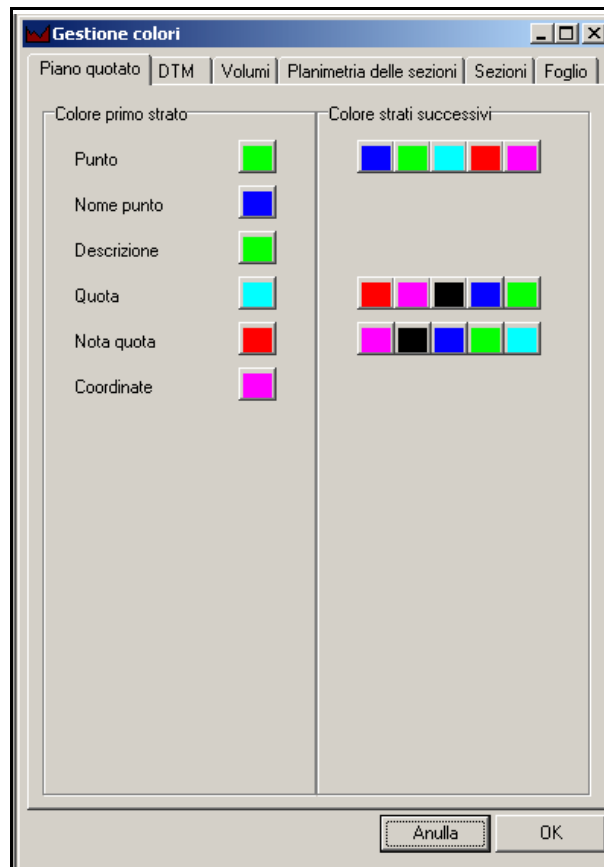 Gestione colori
Piano quotato DTM Volumi Planimetria delle sezioni Sezioni Foglio
Colore primo strato Colore strati successivi
Punto
Nome punto
Descrizione
Quota
Nota quota
Coordinate
Anulla OK